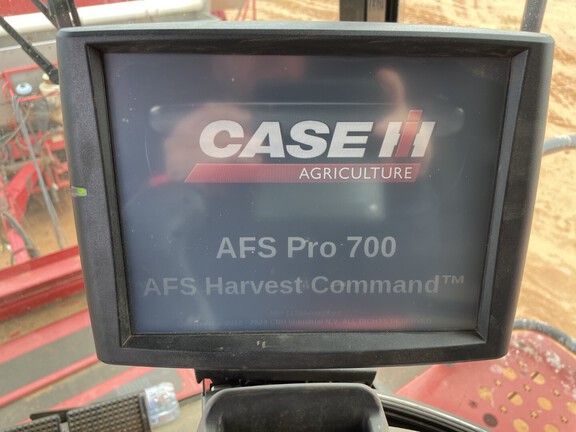 CASE IH
AGRICULTURE
AFS Pro 700
AFS Harvest Command™